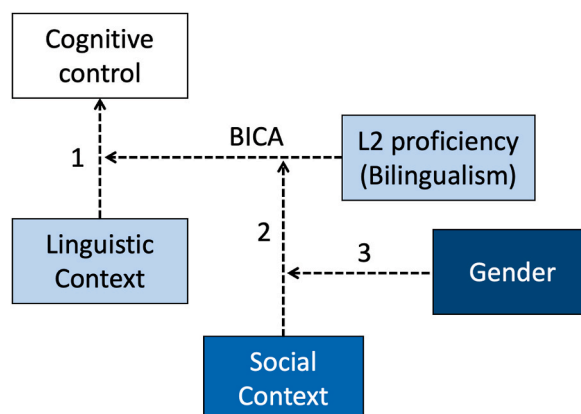 Cognitive
control
BICA
L2 proficiency
(Bilingualism)
1
2
Linguistic
Context
3
Gender
Social
Context